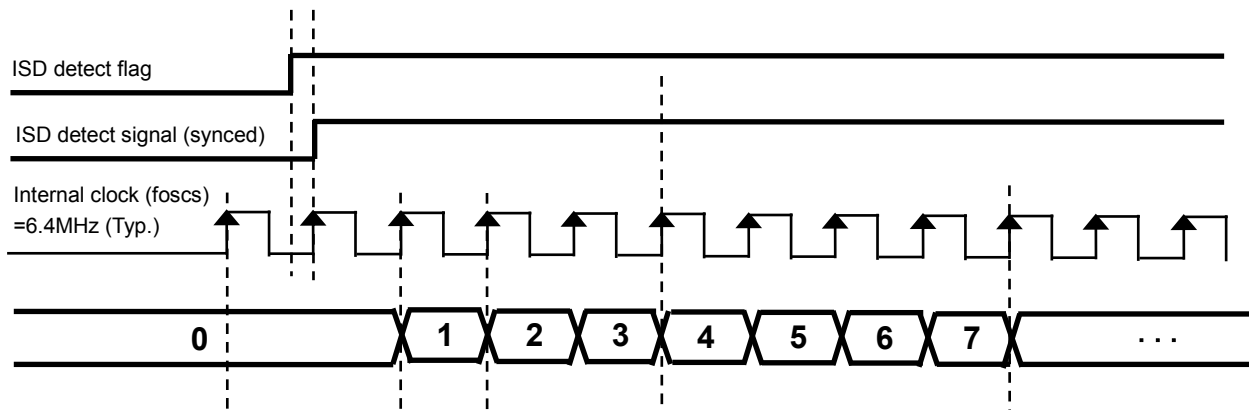 ISD detect flag
ISD detect signal (synced)
Internal clock (foscs)
=6.4MHz (Typ.)
0 1 2 3 4 5 6 7 . . .